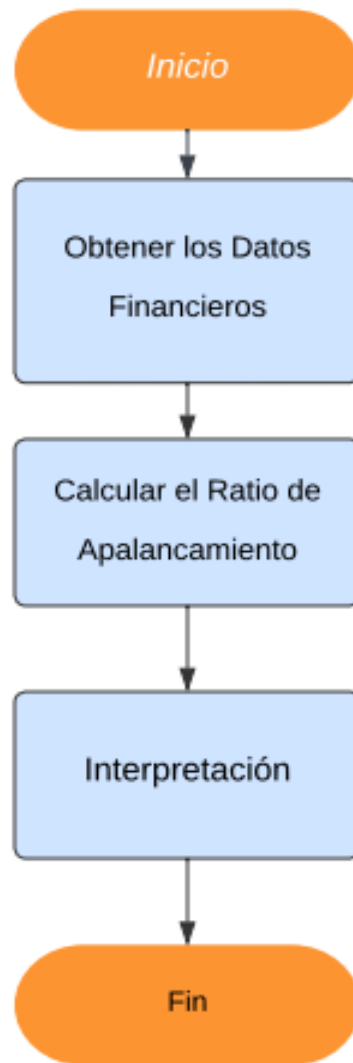 Inicio
Obtener los Datos
Financieros
Calcular el Ratio de
Apalancamiento
Interpretación
Fin